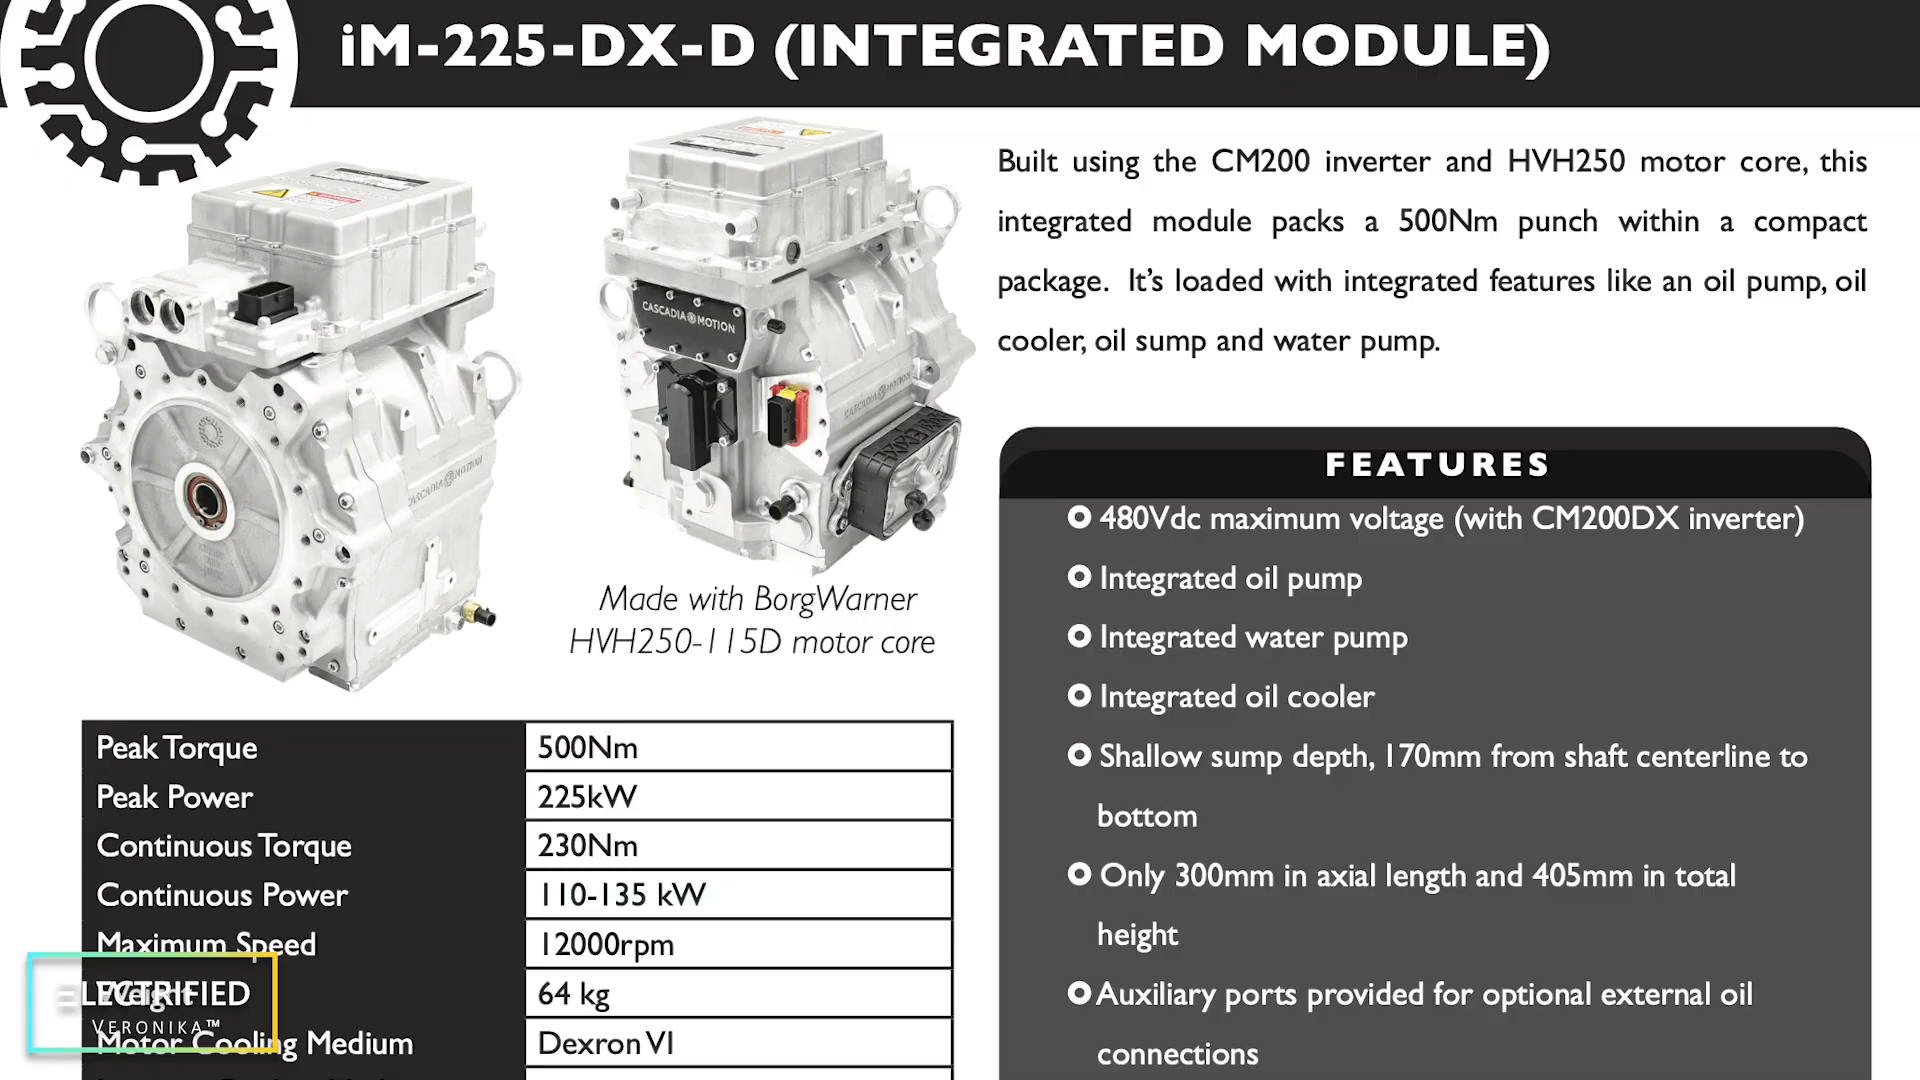 iM-225-DX-D (INTEGRATED MODULE)
Built using the CM200 inverter and HVH250 motor core, this
integrated module packs a 500Nm punch within a compact
package. It's loaded with integrated features like an oil pump, oil
cooler, oil sump and water pump.
CASCADIA MOTION
CASCADIA MOTION
CASCADIA MOTION
Made with BorgWarner
HVH250-115D motor core
FEATURES
480Vdc maximum voltage (with CM200DX inverter)
Integrated oil pump
Integrated water pump
Integrated oil cooler
Shallow sump depth, 170mm from shaft centerline to
bottom
Only 300mm in axial length and 405mm in total
height
Auxiliary ports provided for optional external oil
connections
Peak Torque 500Nm
Peak Power 225kW
Continuous Torque 230Nm
Continuous Power 110-135 kW
Maximum Speed 12000rpm
Weight 64 kg
Motor Cooling Medium Dexron VI
ELECTRIFIED
VERONIKA™